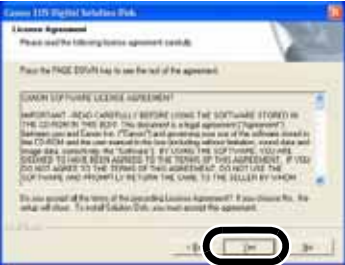 Canon EOS Digital Solution Disk
License Agreement
Please read the following license agreement carefully.
Press the PAGE DOWN key to see the rest of the agreement.
CANON SOFTWARE LICENSE AGREEMENT
IMPORTANT - READ CAREFULLY BEFORE USING THE SOFTWARE STORED IN
THE CD-ROM IN THIS BOX. This document is a legal agreement ("Agreement")
between you and Canon Inc. ("Canon") and governing your use of the software stored in
the CD-ROM and the user manual in the box (including without limitation, sound data and
image data, collectively the "Software"). BY USING THE SOFTWARE, YOU ARE
DEEMED TO HAVE BEEN AGREED TO THE TERMS OF THIS AGREEMENT. IF YOU
DO NOT AGREE TO THE TERMS OF THIS AGREEMENT, DO NOT USE THE
SOFTWARE AND PROMPTLY RETURN THE SAME TO THE SELLER BY WHOM
Do you accept all the terms of the preceding License Agreement? If you choose No, the
setup will close. To install Solution Disk, you must accept this agreement.
Yes